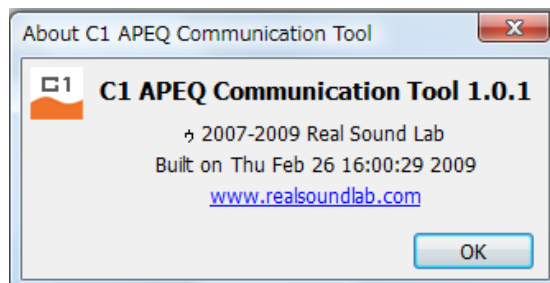 About C1 APEQ Communication Tool
C1
C1 APEQ Communication Tool 1.0.1
ｩ 2007-2009 Real Sound Lab
Built on Thu Feb 26 16:00:29 2009
www.realsoundlab.com
OK